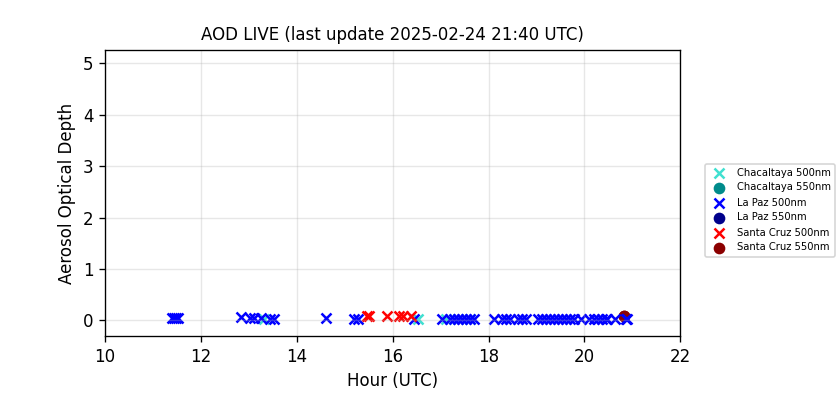 AOD LIVE (last update 2025-02-24 21:40 UTC)
Aerosol Optical Depth
5
4
3
2
1
0
10 12 14 16 18 20 22
Hour (UTC)
Chacaltaya 500nm
Chacaltaya 550nm
La Paz 500nm
La Paz 550nm
Santa Cruz 500nm
Santa Cruz 550nm